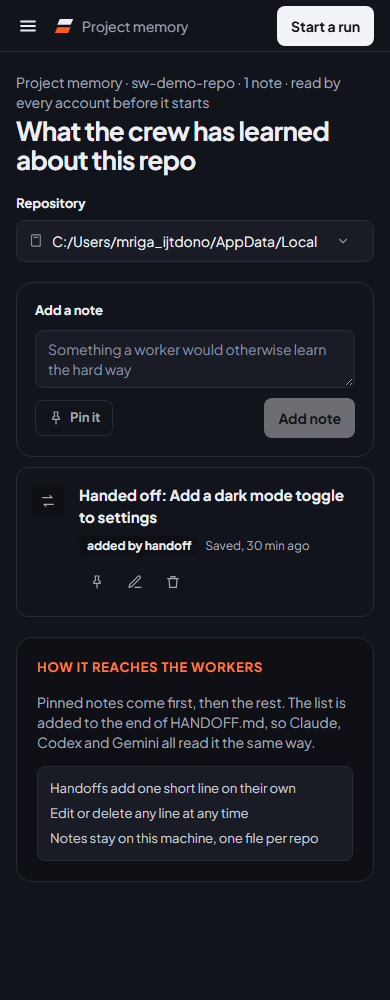 Project memory
Start a run
Project memory · sw-demo-repo · 1 note · read by
every account before it starts
What the crew has learned
about this repo
Repository
C:/Users/mriga_ijtdono/AppData/Local
Add a note
Something a worker would otherwise learn
the hard way
Pin it
Add note
Handed off: Add a dark mode toggle
to settings
added by handoff Saved, 30 min ago
HOW IT REACHES THE WORKERS
Pinned notes come first, then the rest. The list is
added to the end of HANDOFF.md, so Claude,
Codex and Gemini all read it the same way.
Handoffs add one short line on their own
Edit or delete any line at any time
Notes stay on this machine, one file per repo